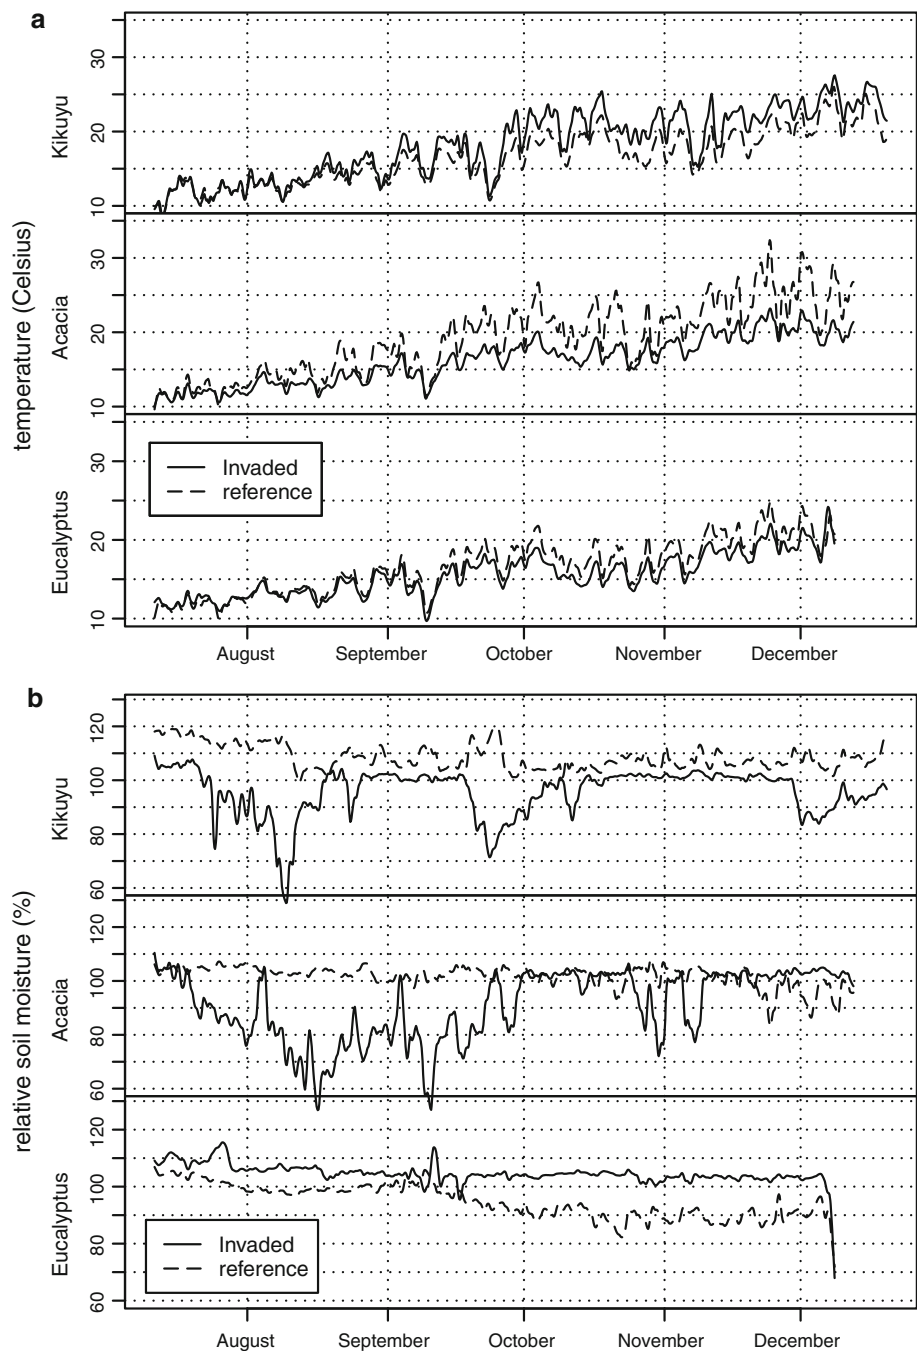 a
temperature (Celsius)
Kikuyu
30
20
10
Acacia
30
20
10
Eucalyptus
30
20
10
Invaded
reference
August
September
October
November
December
b
relative soil moisture (%)
Kikuyu
120
100
80
60
Acacia
120
100
80
60
Eucalyptus
120
100
80
60
Invaded
reference
August
September
October
November
December